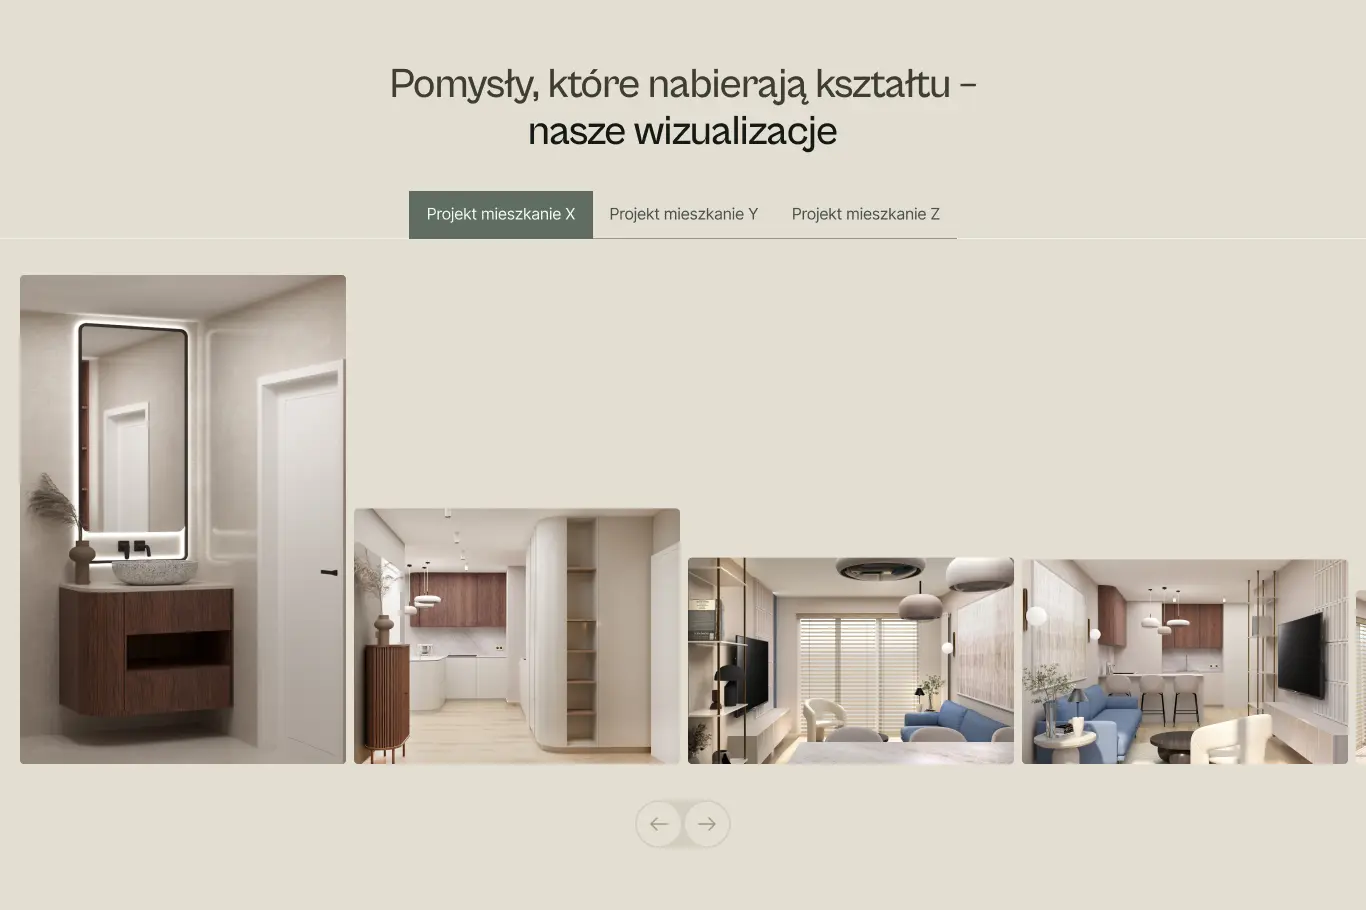 Pomysły, które nabierają kształtu –
nasze wizualizacje
Projekt mieszkanie X
Projekt mieszkanie Y
Projekt mieszkanie Z